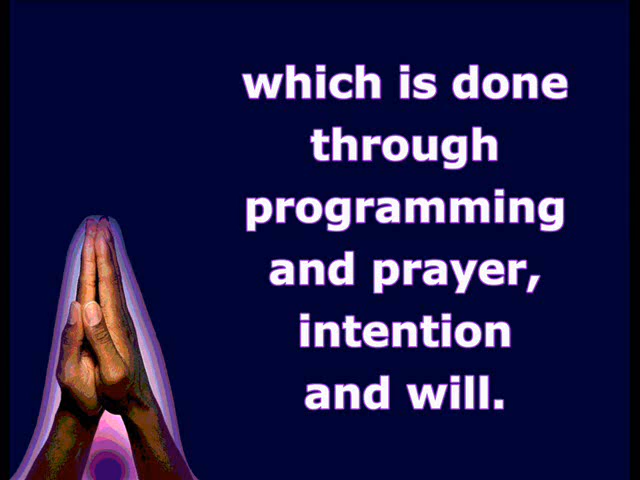 which is done
through
programming
and prayer,
intention
and will.